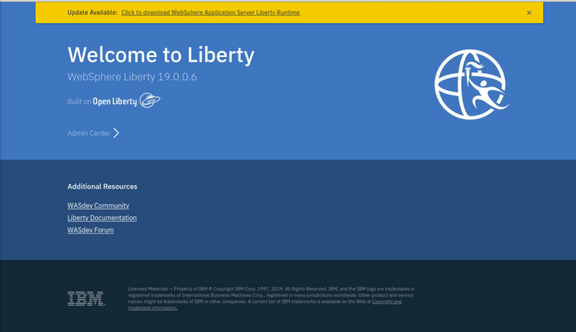 Update Available: Click to download WebSphere Application Server Liberty Runtime ×
Welcome to Liberty
WebSphere Liberty 19.0.0.6
Built on Open Liberty
Admin Center
Additional Resources
WASdev Community
Liberty Documentation
WASdev Forum
IBM.
Licensed Materials — Property of IBM © Copyright IBM Corp. 1997, 2019. All Rights Reserved. IBM, and the IBM logo are trademarks or
registered trademarks of International Business Machines Corp., registered in many jurisdictions worldwide. Other product and service
names might be trademarks of IBM or other companies. A current list of IBM trademarks is available on the Web at Copyright and
trademark information.